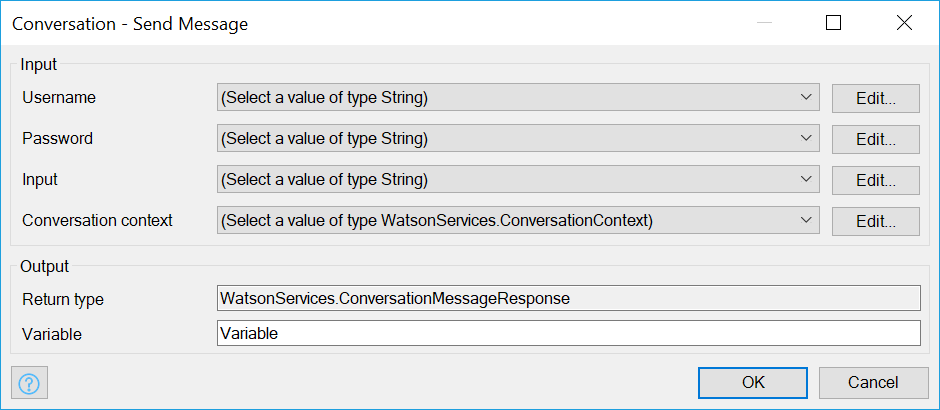 Conversation - Send Message
Input
Username (Select a value of type String) Edit...
Password (Select a value of type String) Edit...
Input (Select a value of type String) Edit...
Conversation context (Select a value of type WatsonServices.ConversationContext) Edit...
Output
Return type WatsonServices.ConversationMessageResponse
Variable Variable
? OK Cancel